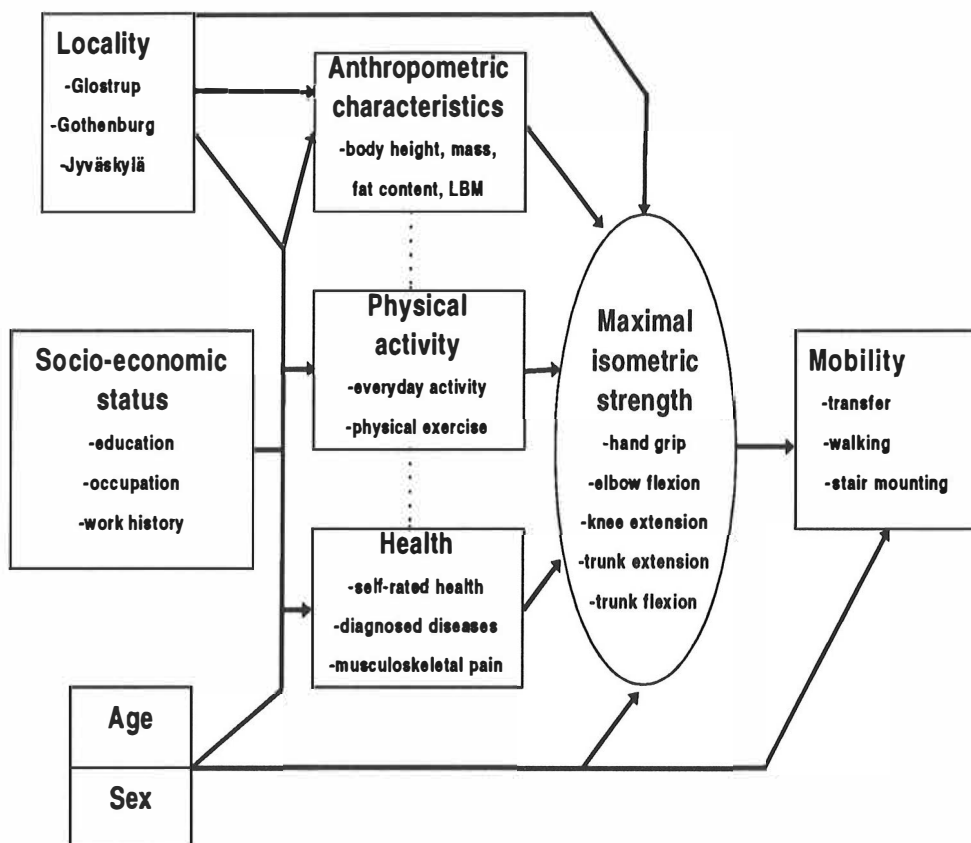 Locality
-Glostrup
-Gothenburg
-Jyväskylä
Anthropometric
characteristics
-body height, mass,
fat content, LBM
Socio-economic
status
-education
-occupation
-work history
Physical
activity
-everyday activity
-physical exercise
Health
-self-rated health
-diagnosed diseases
-musculoskeletal pain
Maximal
isometric
strength
-hand grip
-elbow flexion
-knee extension
-trunk extension
-trunk flexion
Mobility
-transfer
-walking
-stair mounting
Age
Sex